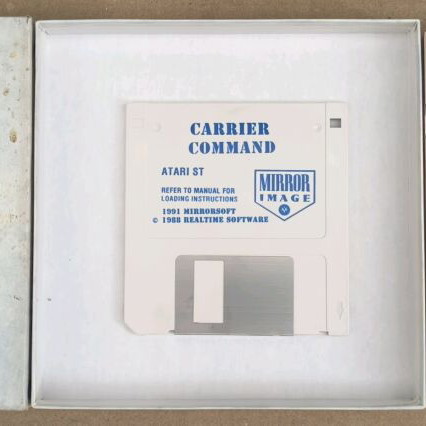 CARRIER
COMMAND
ATARI ST
REFER TO MANUAL FOR
LOADING INSTRUCTIONS
MIRROR
IMAGE
1991 MIRRORSOFT
© 1988 REALTIME SOFTWARE